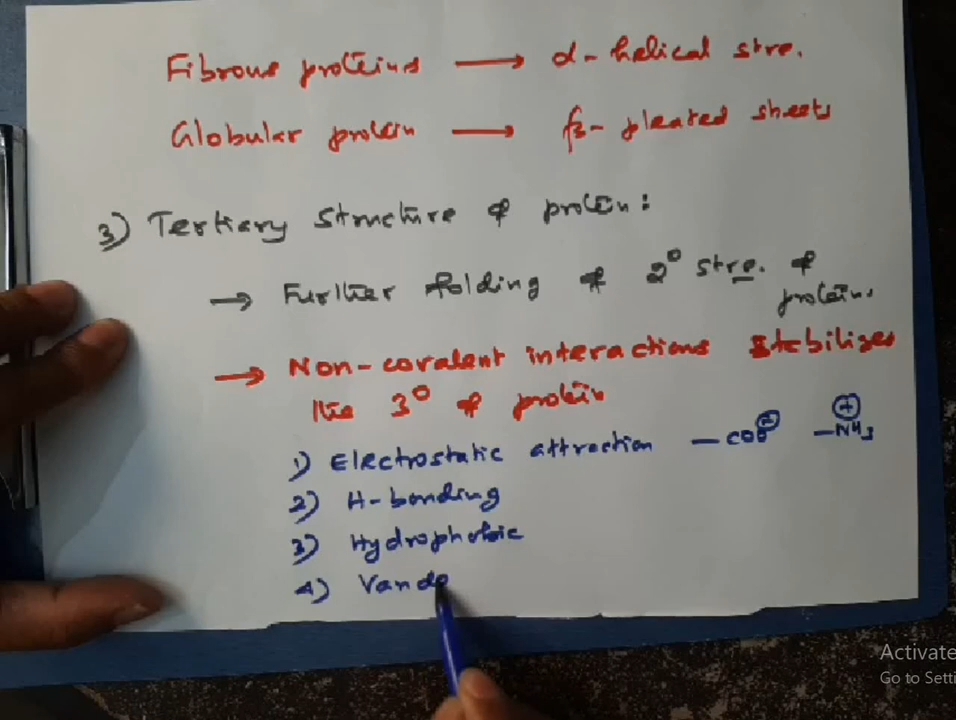 Fibrous proteins → α-helical stre.
Globular protein → β-pleated sheets
3) Tertiary structure of protein:
→ Further folding of 2° stre. of
proteins
→ Non-covalent interactions stabilizes
the 3° of protein
1) Electrostatic attraction —COO⊖ —NH3⊕
2) H-bonding
3) Hydrophobic
4) Vande
Activate
Go to Setti